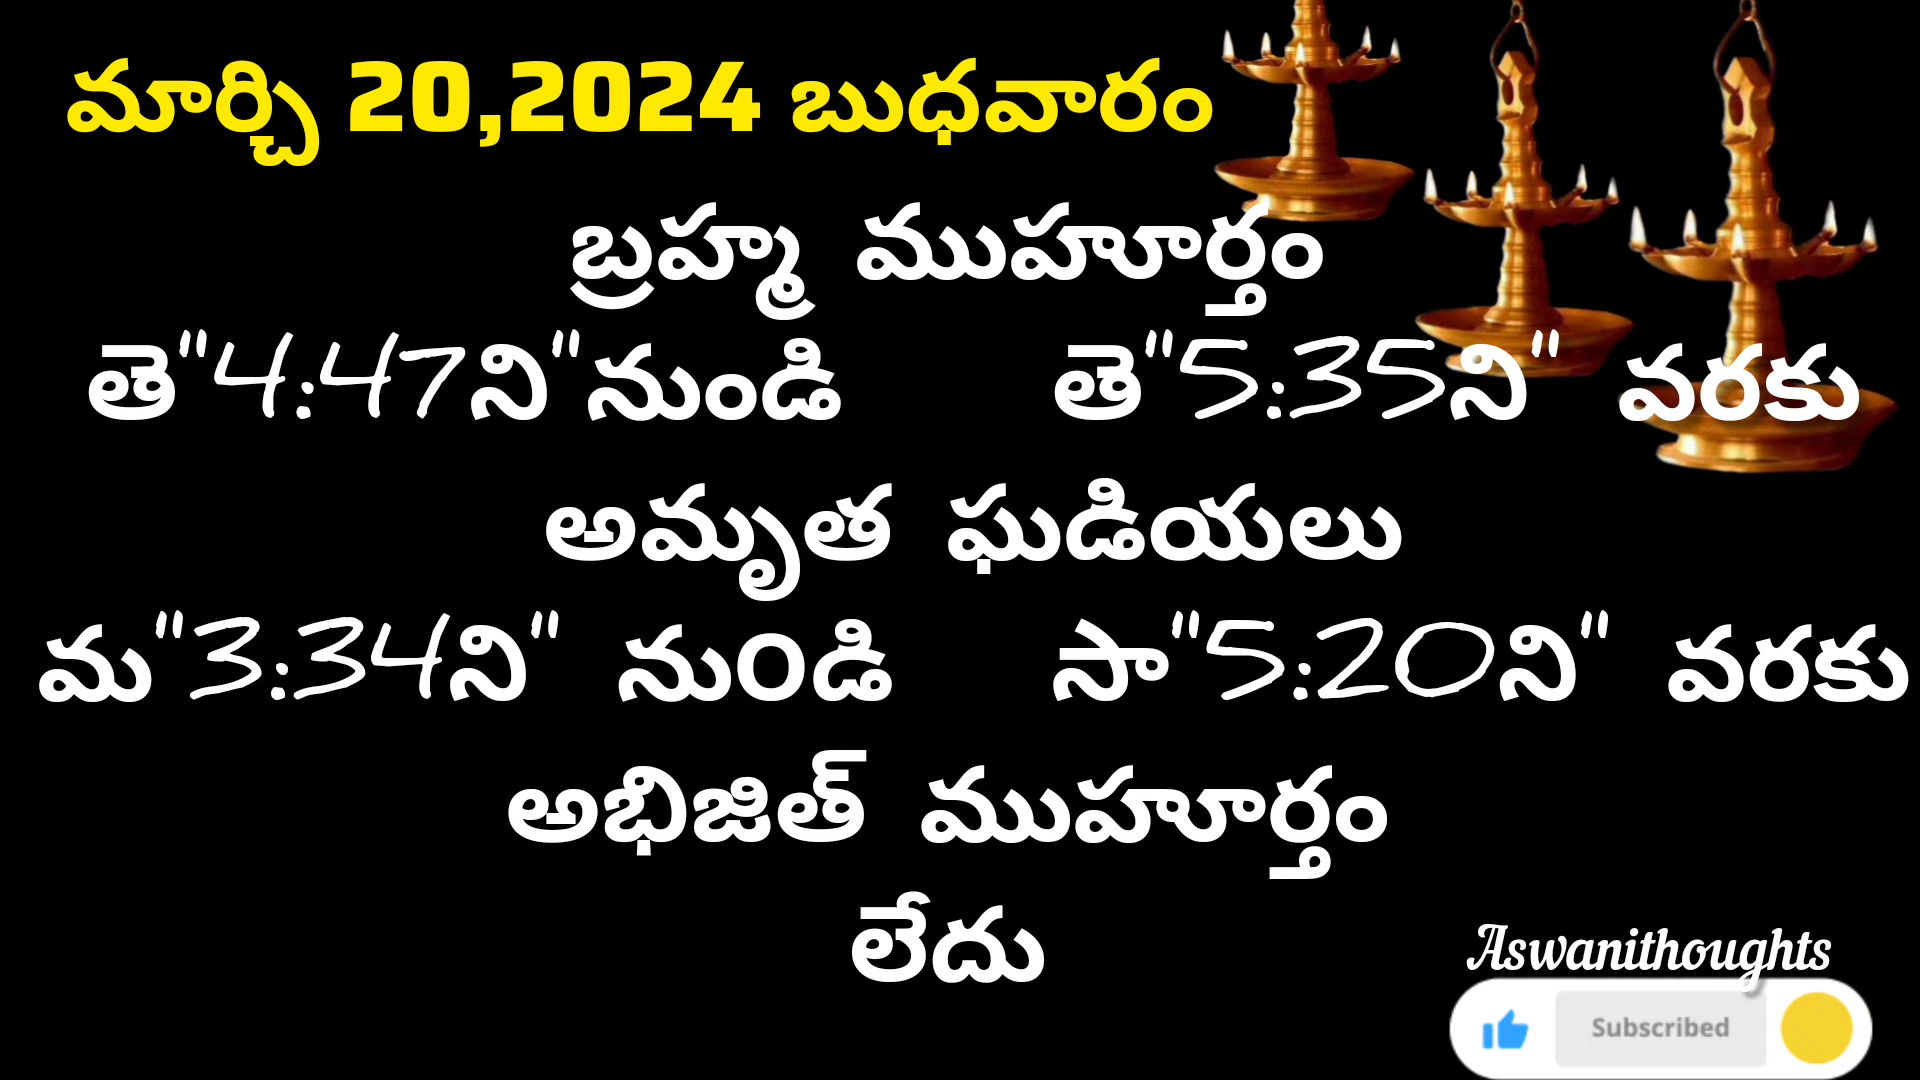 మార్చి 20,2024 బుధవారం
బ్రహ్మ ముహూర్తం
తె"4:47ని"నుండి తె"5:35ని" వరకు
అమృత ఘడియలు
మ"3:34ని" నుండి సా"5:20ని" వరకు
అభిజిత్ ముహూర్తం
లేదు
Aswanithoughts
Subscribed